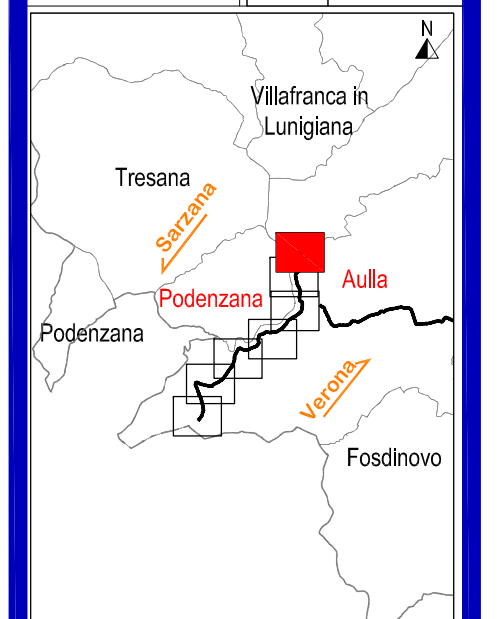 N
Villafranca in
Lunigiana
Tresana
Sarzana
Podenzana
Aulla
Podenzana
Verona
Fosdinovo